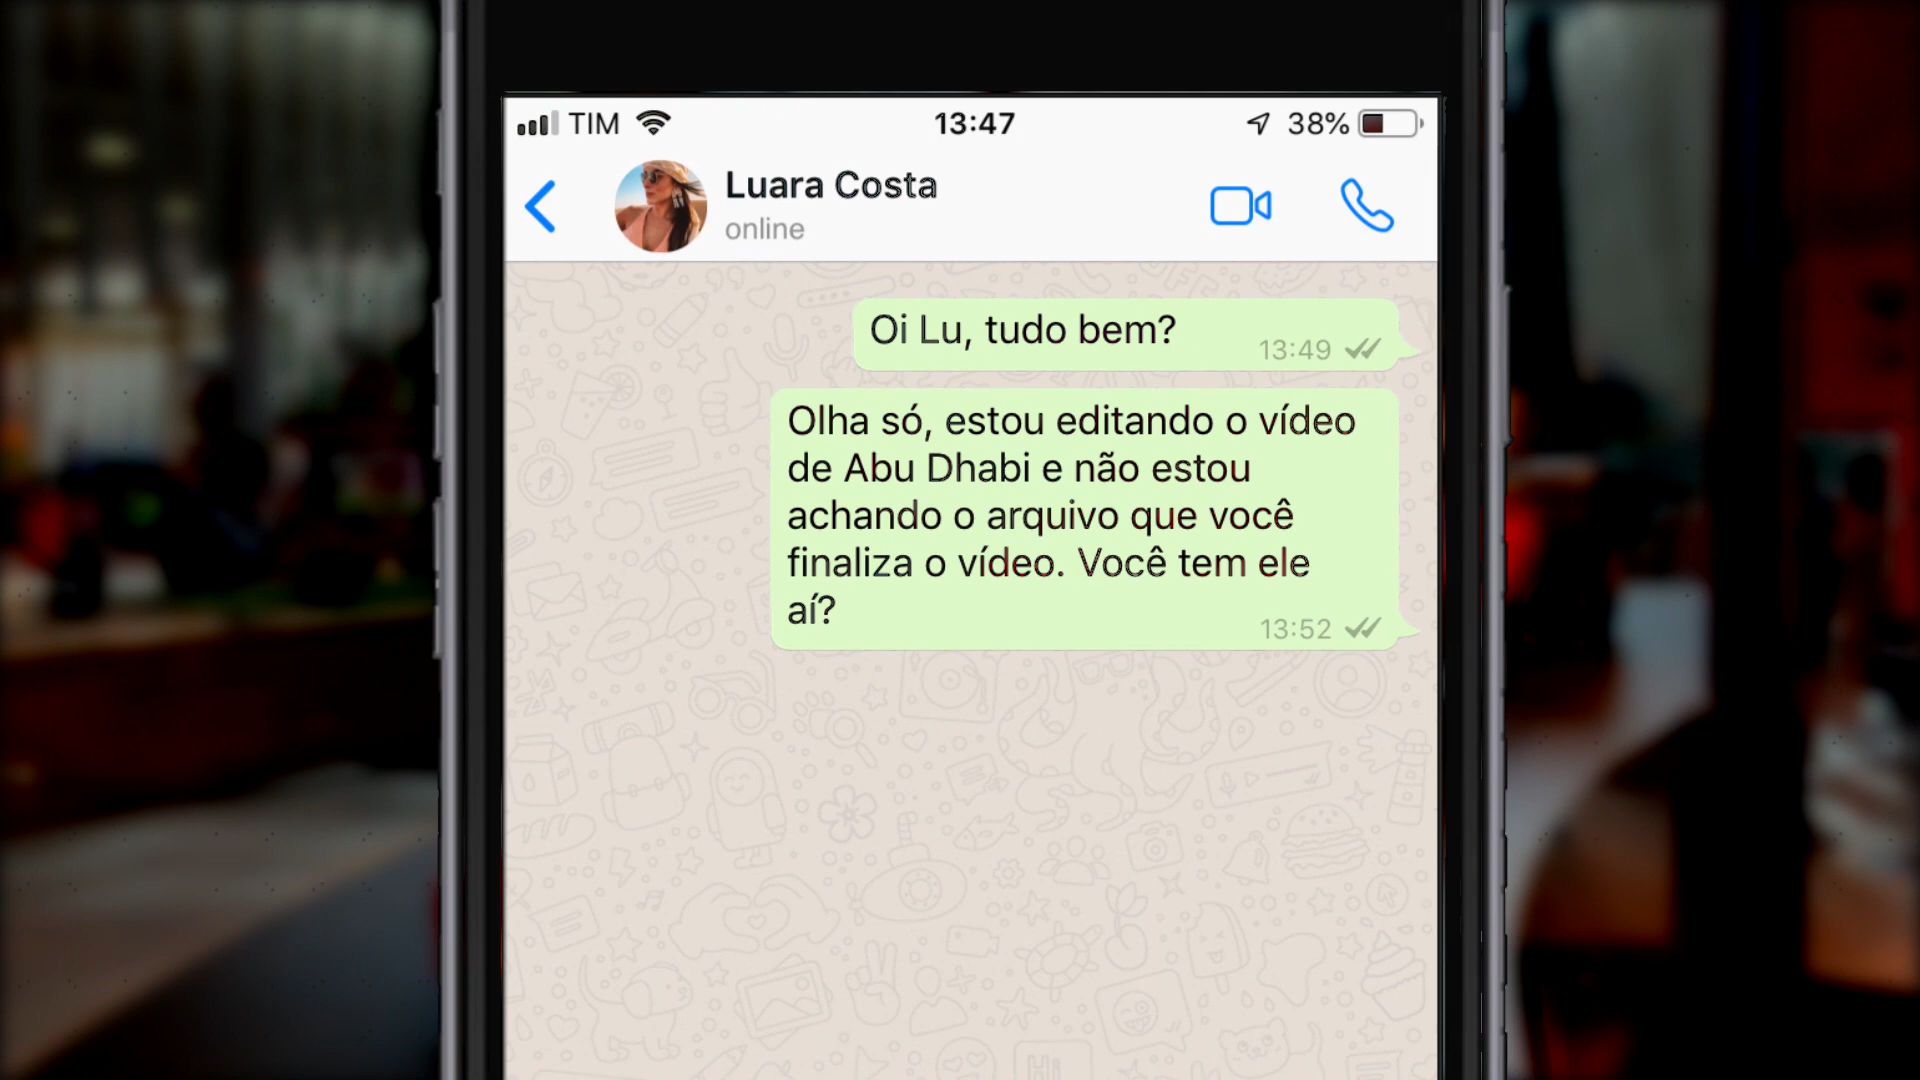 TIM 13:47 38%
Luara Costa
online
Oi Lu, tudo bem?
13:49
Olha só, estou editando o vídeo
de Abu Dhabi e não estou
achando o arquivo que você
finaliza o vídeo. Você tem ele
aí?
13:52
Hi